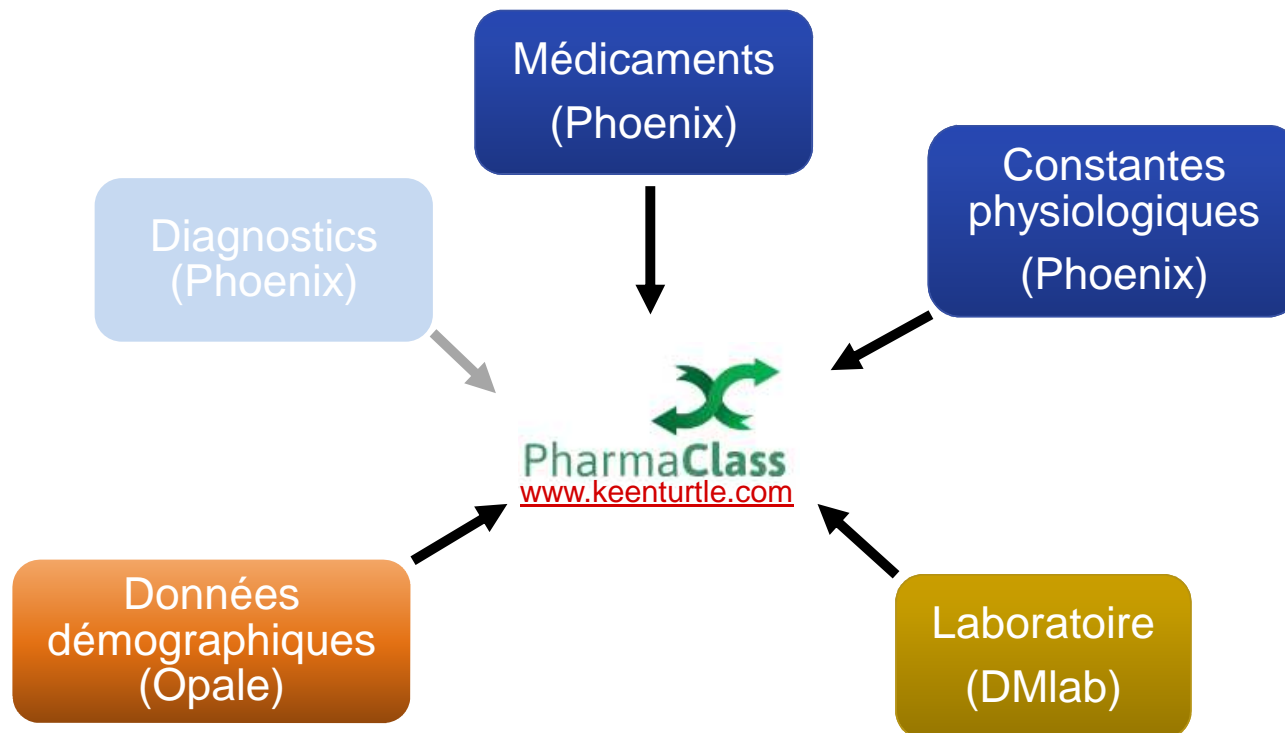 Médicaments
(Phoenix)
Constantes
physiologiques
(Phoenix)
Diagnostics
(Phoenix)
PharmaClass
www.keenturtle.com
Données
démographiques
(Opale)
Laboratoire
(DMlab)